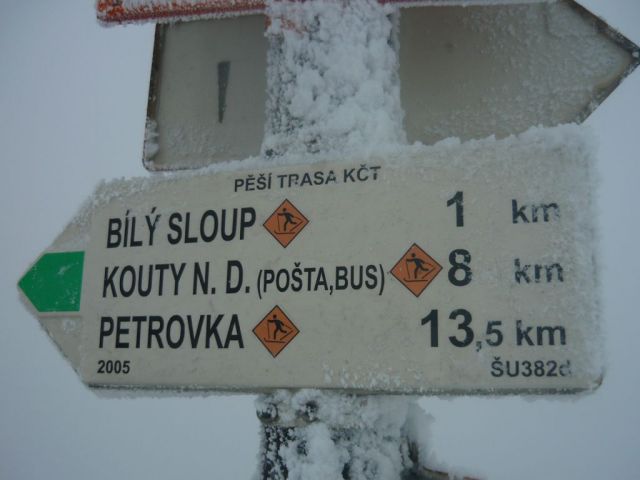 PĚŠÍ TRASA KČT
BÍLÝ SLOUP 1 km
KOUTY N. D. (POŠTA,BUS) 8 km
PETROVKA 13,5 km
2005 ŠU382d